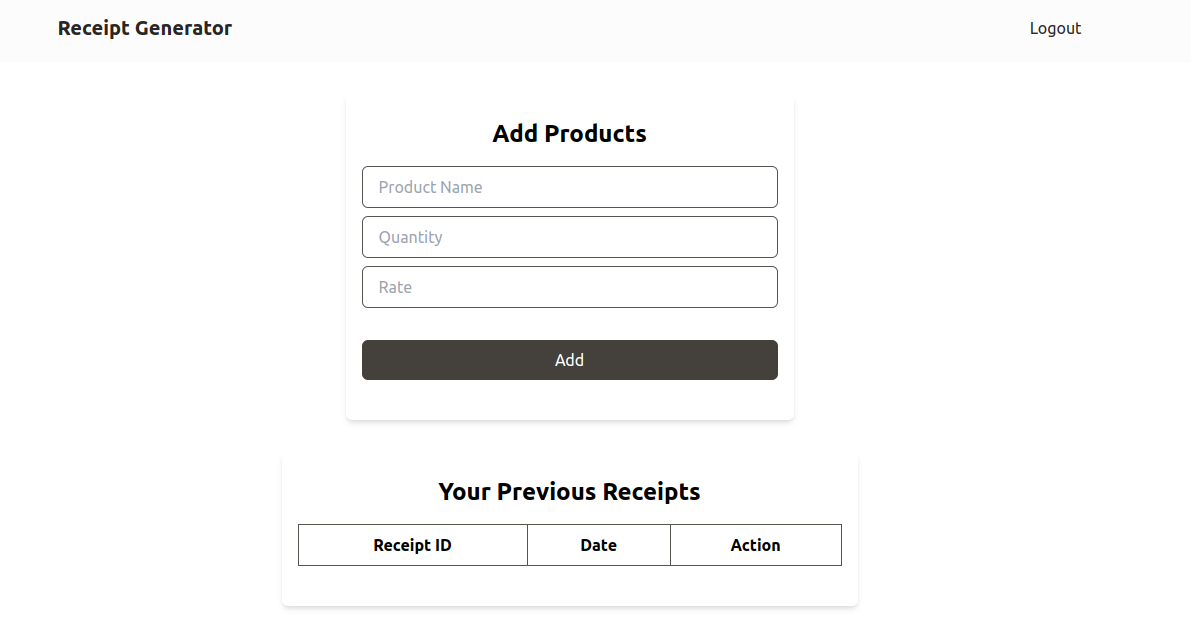 Receipt Generator Logout
Add Products
Product Name
Quantity
Rate
Add
Your Previous Receipts
Receipt ID Date Action